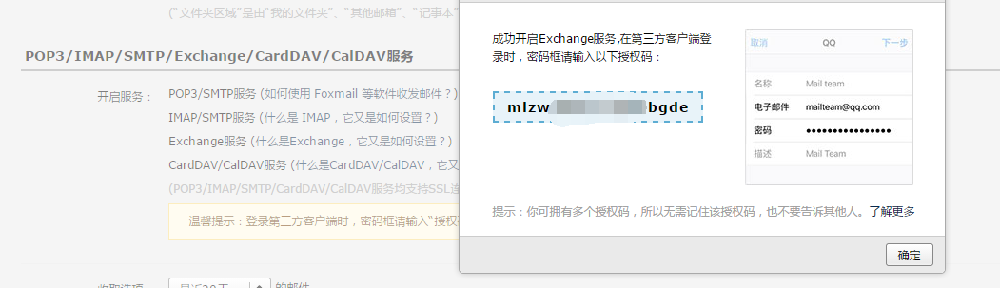 ("文件夹区域"是由"我的文件夹"、"其他邮箱"、"记事本"
POP3/IMAP/SMTP/Exchange/CardDAV/CalDAV服务
开启服务：
POP3/SMTP服务 (如何使用 Foxmail 等软件收发邮件？)
IMAP/SMTP服务 (什么是 IMAP，它又是如何设置？)
Exchange服务 (什么是Exchange，它又是如何设置？)
CardDAV/CalDAV服务 (什么是CardDAV/CalDAV，它又
(POP3/IMAP/SMTP/CardDAV/CalDAV服务均支持SSL连
温馨提示：登录第三方客户端时，密码框请输入"授权
收取选项
最近30天
的邮件
成功开启Exchange服务,在第三方客户端登
录时，密码框请输入以下授权码：
mlzw
bgde
取消
QQ
下一步
名称 Mail team
电子邮件 mailteam@qq.com
密码 ●●●●●●●●●●●●●●●●
描述 Mail Team
提示：你可拥有多个授权码，所以无需记住该授权码，也不要告诉其他人。了解更多
确定